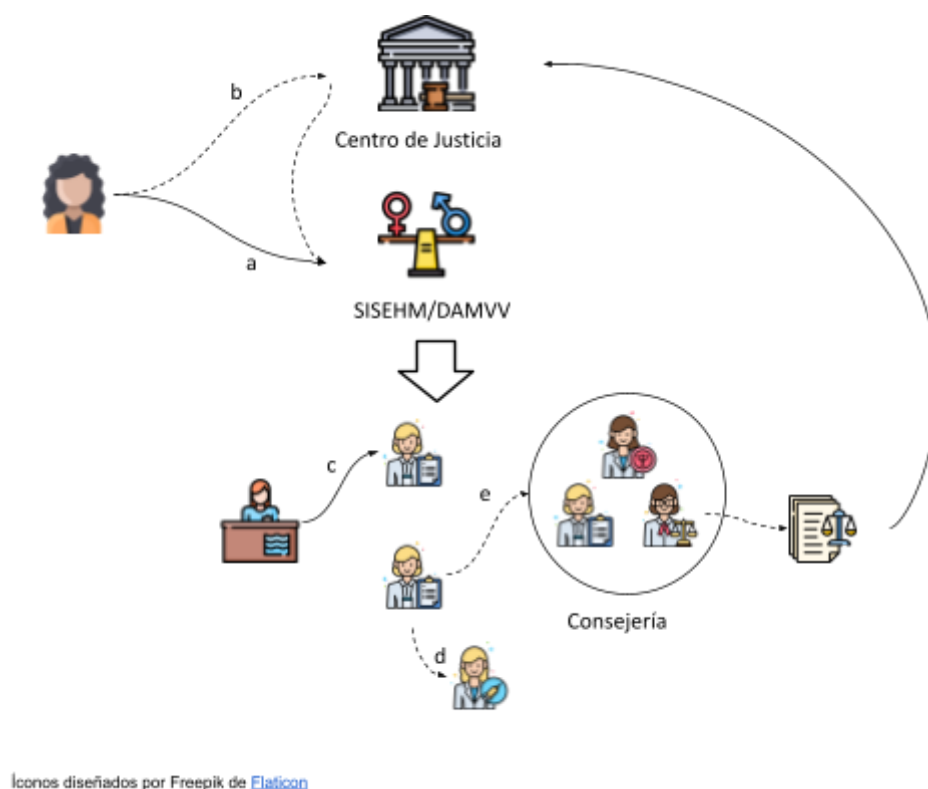 b
Centro de Justicia
a
SISEHM/DAMVV
c
e
Consejería
d
Íconos diseñados por Freepik de Flaticon